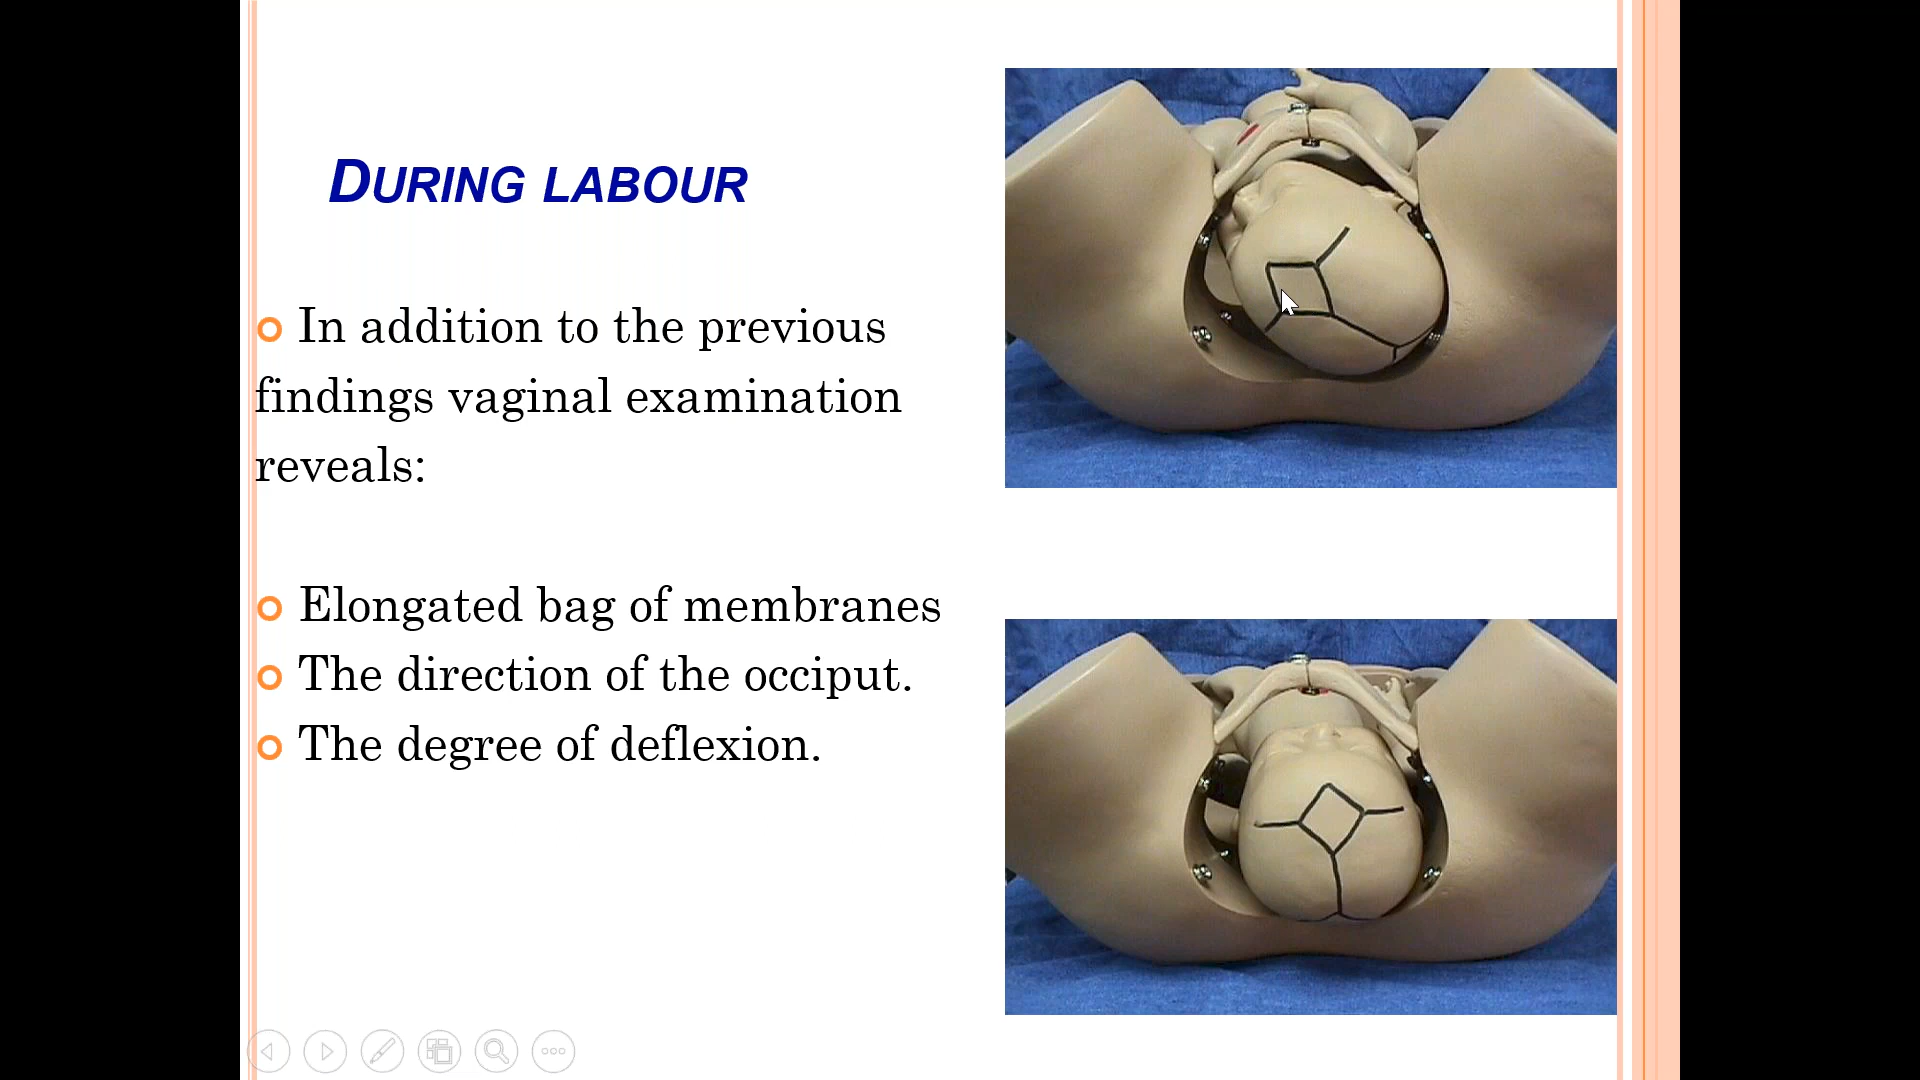 DURING LABOUR
In addition to the previous
findings vaginal examination
reveals:
Elongated bag of membranes
The direction of the occiput.
The degree of deflexion.